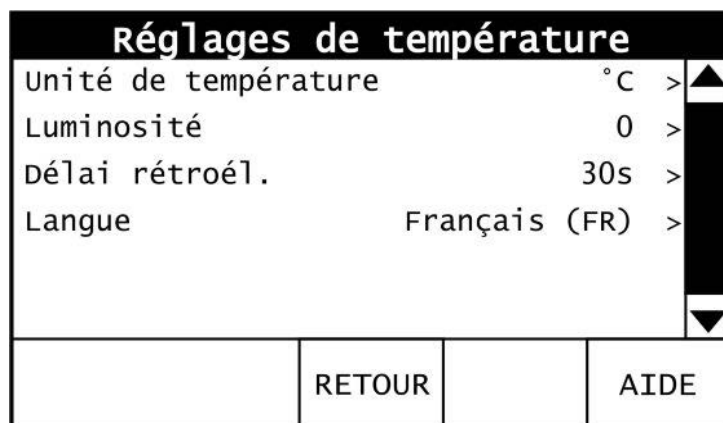 Réglages de température
Unité de température °C >
Luminosité 0 >
Délai rétroél. 30s >
Langue Français (FR) >
RETOUR AIDE